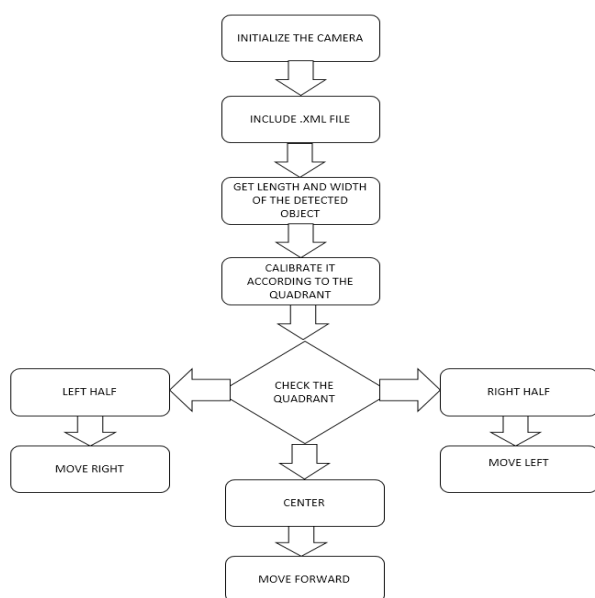 INITIALIZE THE CAMERA
INCLUDE .XML FILE
GET LENGTH AND WIDTH
OF THE DETECTED
OBJECT
CALIBRATE IT
ACCORDING TO THE
QUADRANT
CHECK THE
QUADRANT
LEFT HALF
RIGHT HALF
MOVE RIGHT
MOVE LEFT
CENTER
MOVE FORWARD